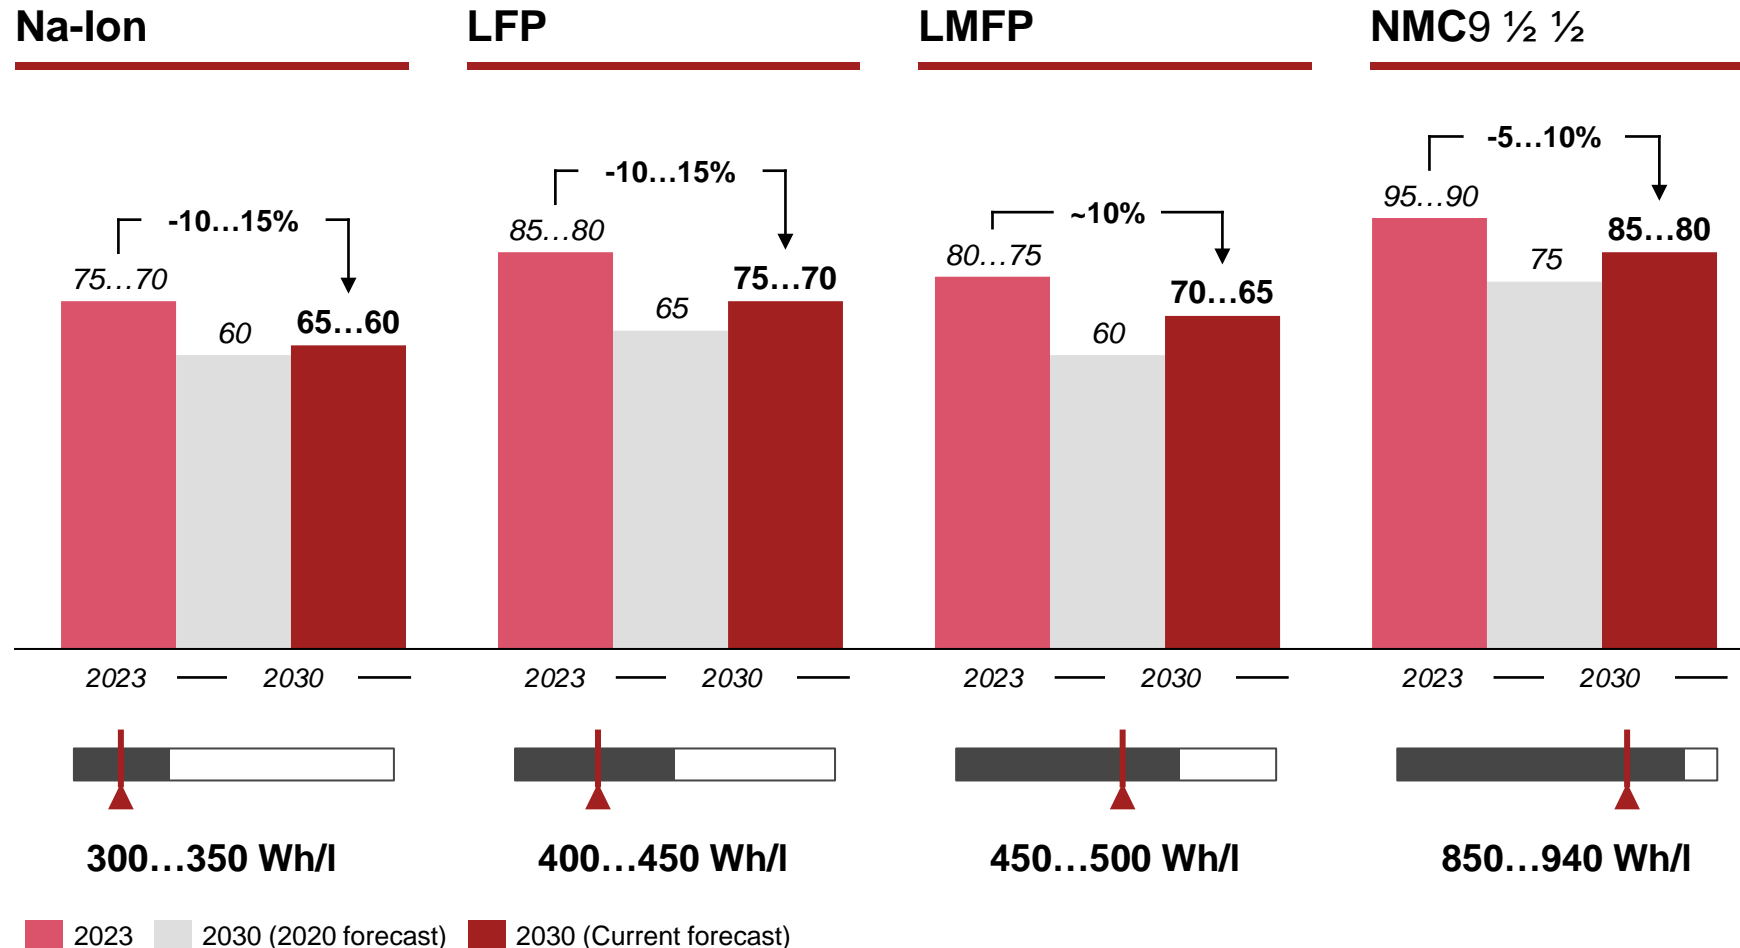 Na-Ion
-10…15%
75…70
60
65…60
2023
2030
300…350 Wh/l
LFP
-10…15%
85…80
65
75…70
2023
2030
400…450 Wh/l
LMFP
~10%
80…75
60
70…65
2023
2030
450…500 Wh/l
NMC9 ½ ½
-5…10%
95…90
75
85…80
2023
2030
850…940 Wh/l
2023
2030 (2020 forecast)
2030 (Current forecast)